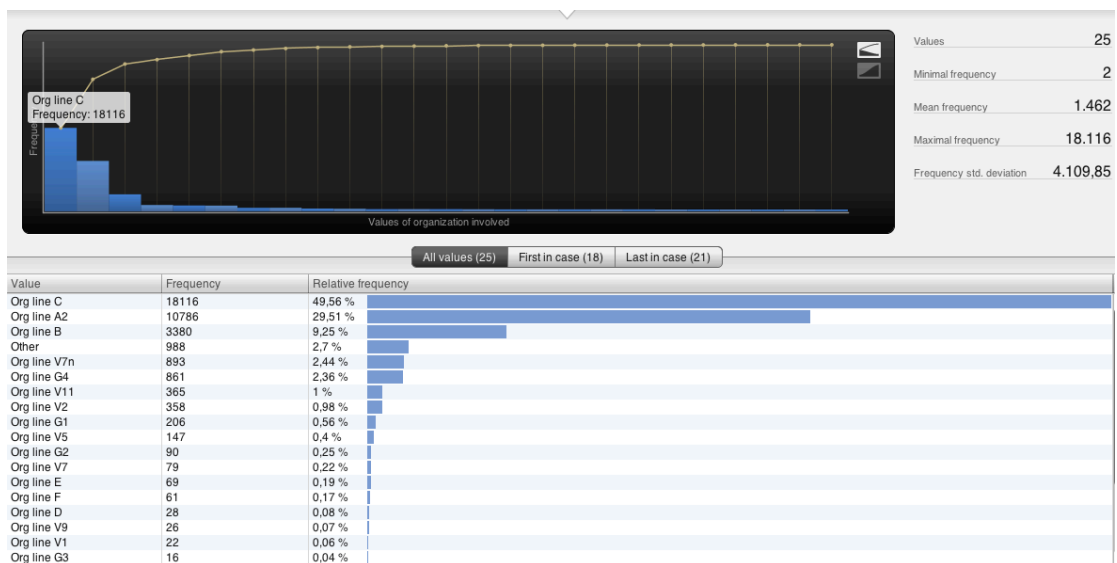 Org line C
Frequency: 18116
Values of organization involved
Values 25
Minimal frequency 2
Mean frequency 1.462
Maximal frequency 18.116
Frequency std. deviation 4.109,85
All values (25) First in case (18) Last in case (21)
Value Frequency Relative frequency
Org line C 18116 49,56 %
Org line A2 10786 29,51 %
Org line B 3380 9,25 %
Other 988 2,7 %
Org line V7n 893 2,44 %
Org line G4 861 2,36 %
Org line V11 365 1 %
Org line V2 358 0,98 %
Org line G1 206 0,56 %
Org line V5 147 0,4 %
Org line G2 90 0,25 %
Org line V7 79 0,22 %
Org line E 69 0,19 %
Org line F 61 0,17 %
Org line D 28 0,08 %
Org line V9 26 0,07 %
Org line V1 22 0,06 %
Org line G3 16 0,04 %